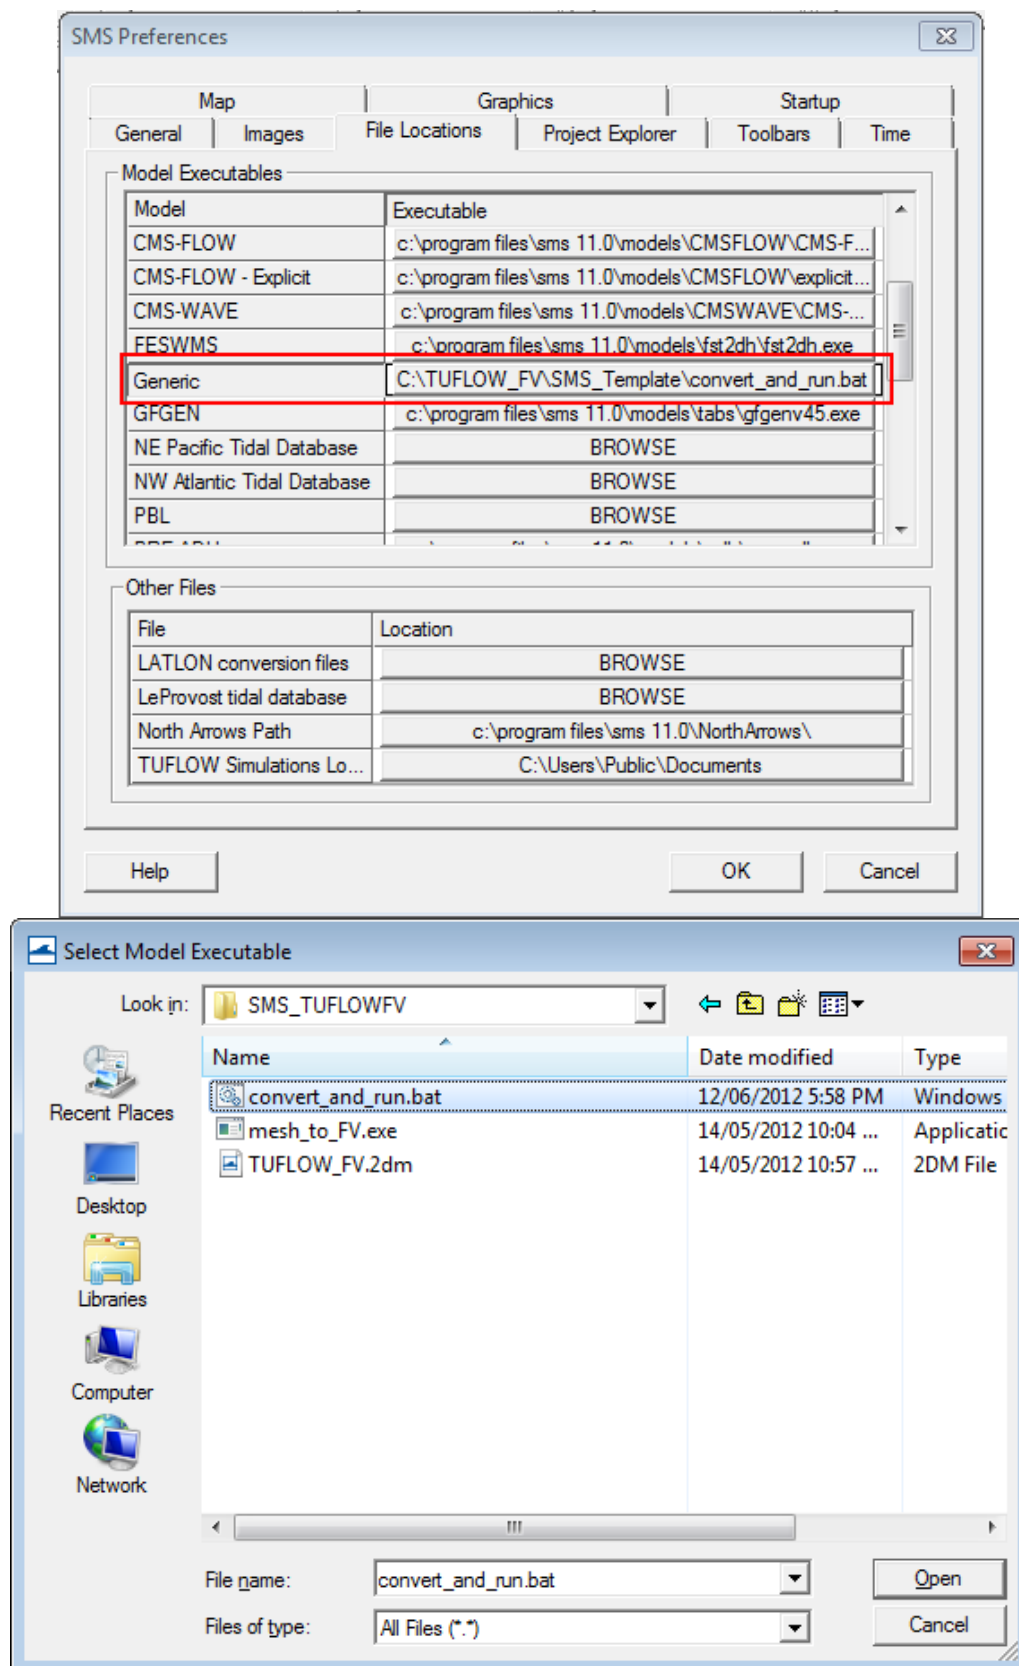 SMS Preferences
Map Graphics Startup
General Images File Locations Project Explorer Toolbars Time
Model Executables
Model Executable
CMS-FLOW c:\program files\sms 11.0\models\CMSFLOW\CMS-F...
CMS-FLOW - Explicit c:\program files\sms 11.0\models\CMSFLOW\explicit...
CMS-WAVE c:\program files\sms 11.0\models\CMSWAVE\CMS-...
FESWMS c:\program files\sms 11.0\models\fst2dh\fst2dh.exe
Generic C:\TUFLOW_FV\SMS_Template\convert_and_run.bat
GFGEN c:\program files\sms 11.0\models\tabs\gfgenv45.exe
NE Pacific Tidal Database BROWSE
NW Atlantic Tidal Database BROWSE
PBL BROWSE
Other Files
File Location
LATLON conversion files BROWSE
LeProvost tidal database BROWSE
North Arrows Path c:\program files\sms 11.0\NorthArrows\
TUFLOW Simulations Lo... C:\Users\Public\Documents
Help OK Cancel
Select Model Executable
Look in: SMS_TUFLOWFV
Name Date modified Type
convert_and_run.bat 12/06/2012 5:58 PM Windows
mesh_to_FV.exe 14/05/2012 10:04 ... Applicatic
TUFLOW_FV.2dm 14/05/2012 10:57 ... 2DM File
Recent Places
Desktop
Libraries
Computer
Network
File name: convert_and_run.bat Open
Files of type: All Files (*.*) Cancel